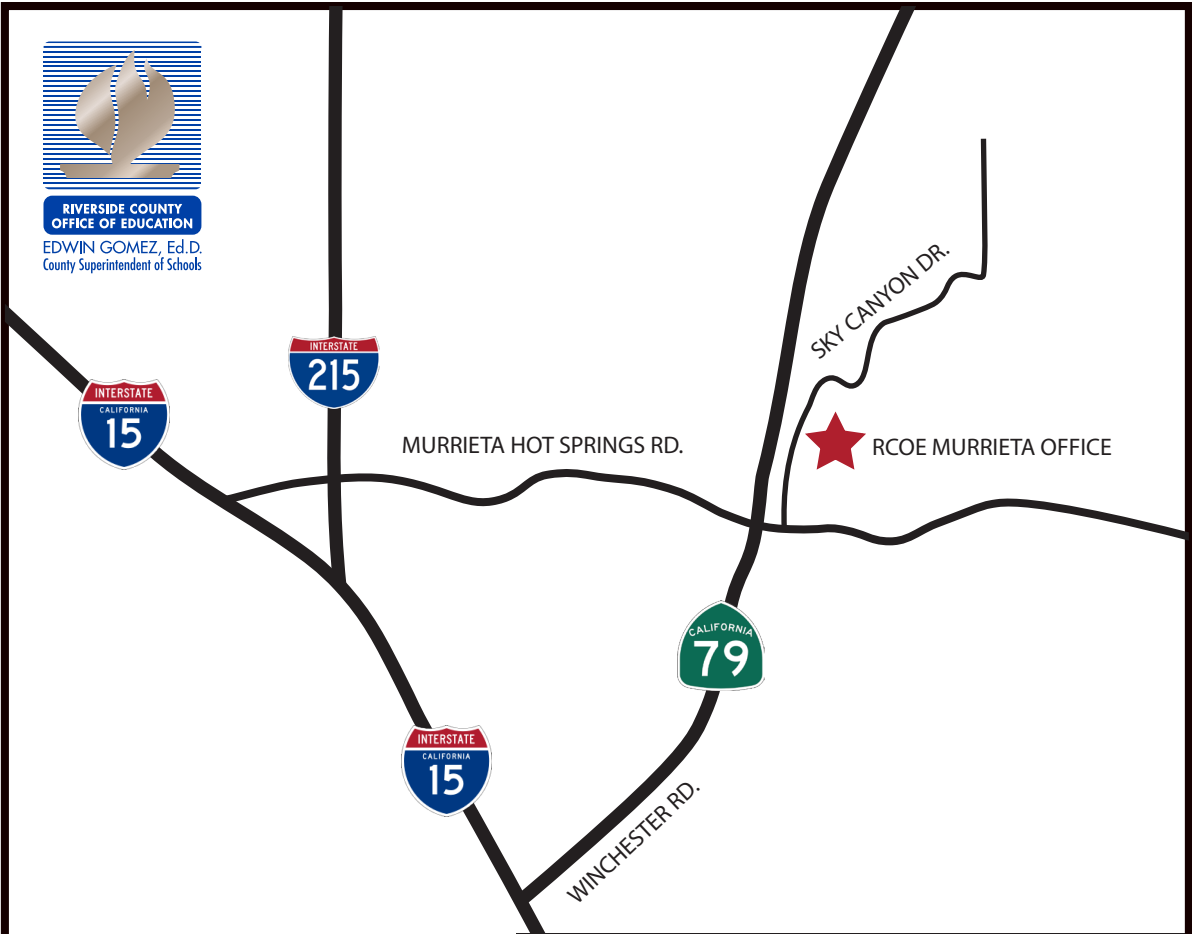 RIVERSIDE COUNTY
OFFICE OF EDUCATION
EDWIN GOMEZ, Ed.D.
County Superintendent of Schools
SKY CANYON DR.
INTERSTATE
215
INTERSTATE
CALIFORNIA
15
MURRIETA HOT SPRINGS RD.
RCOE MURRIETA OFFICE
CALIFORNIA
79
INTERSTATE
CALIFORNIA
15
WINCHESTER RD.